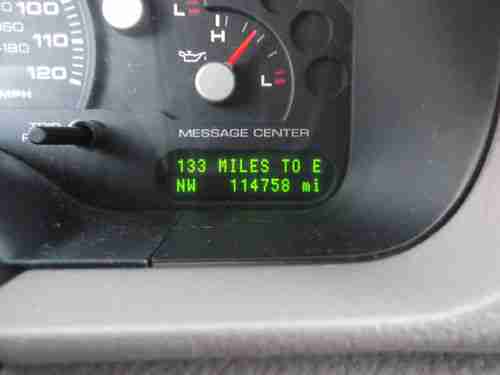 100
L
H
110
120
MPH
L
MESSAGE CENTER
133 MILES TO E
NW 114758 mi